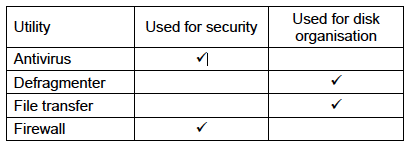 Utility Used for security Used for disk organisation
Antivirus ✓
Defragmenter ✓
File transfer ✓
Firewall ✓